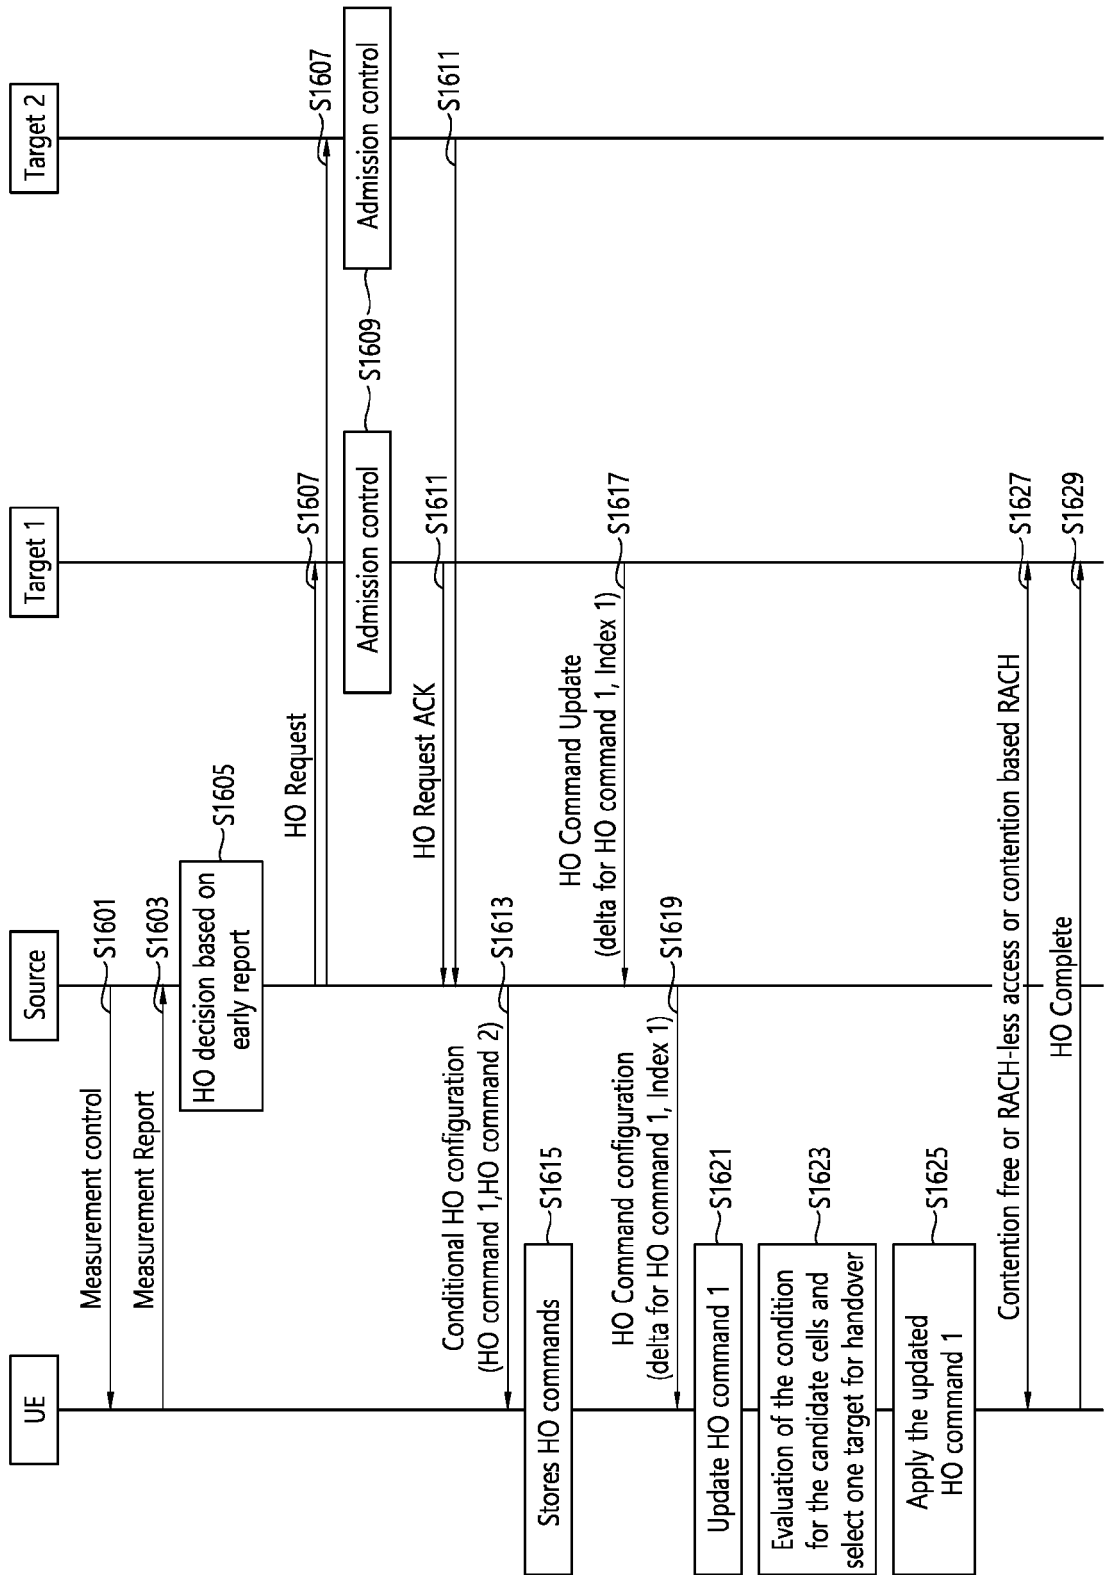 UE
Source
Target 1
Target 2
Measurement control
S1601
Measurement Report
S1603
HO decision based on
early report
S1605
HO Request
S1607
S1607
Admission control
S1609
Admission control
HO Request ACK
S1611
S1611
Conditional HO configuration
(HO command 1,HO command 2)
S1613
Stores HO commands
S1615
HO Command Update
(delta for HO command 1, Index 1)
S1617
HO Command configuration
(delta for HO command 1, Index 1)
S1619
Update HO command 1
S1621
Evaluation of the condition
for the candidate cells and
select one target for handover
S1623
Apply the updated
HO command 1
S1625
Contention free or RACH-less access or contention based RACH
S1627
HO Complete
S1629